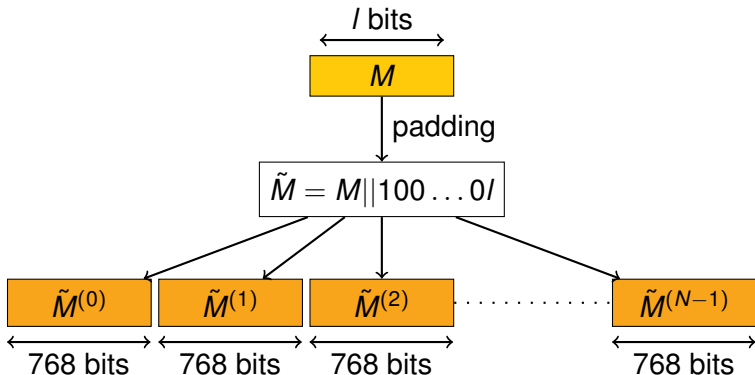 l bits
M
padding
M̃ = M||100 . . . 0l
M̃(0) M̃(1) M̃(2) . . . . . . . . . . . . . . . . M̃(N−1)
768 bits 768 bits 768 bits 768 bits